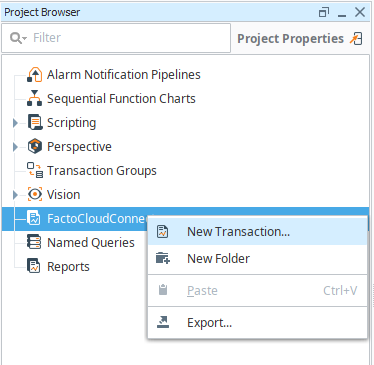 Project Browser
Filter
Project Properties
Alarm Notification Pipelines
Sequential Function Charts
Scripting
Perspective
Transaction Groups
Vision
FactoCloudConnec
New Transaction...
Named Queries
New Folder
Reports
Paste Ctrl+V
Export...